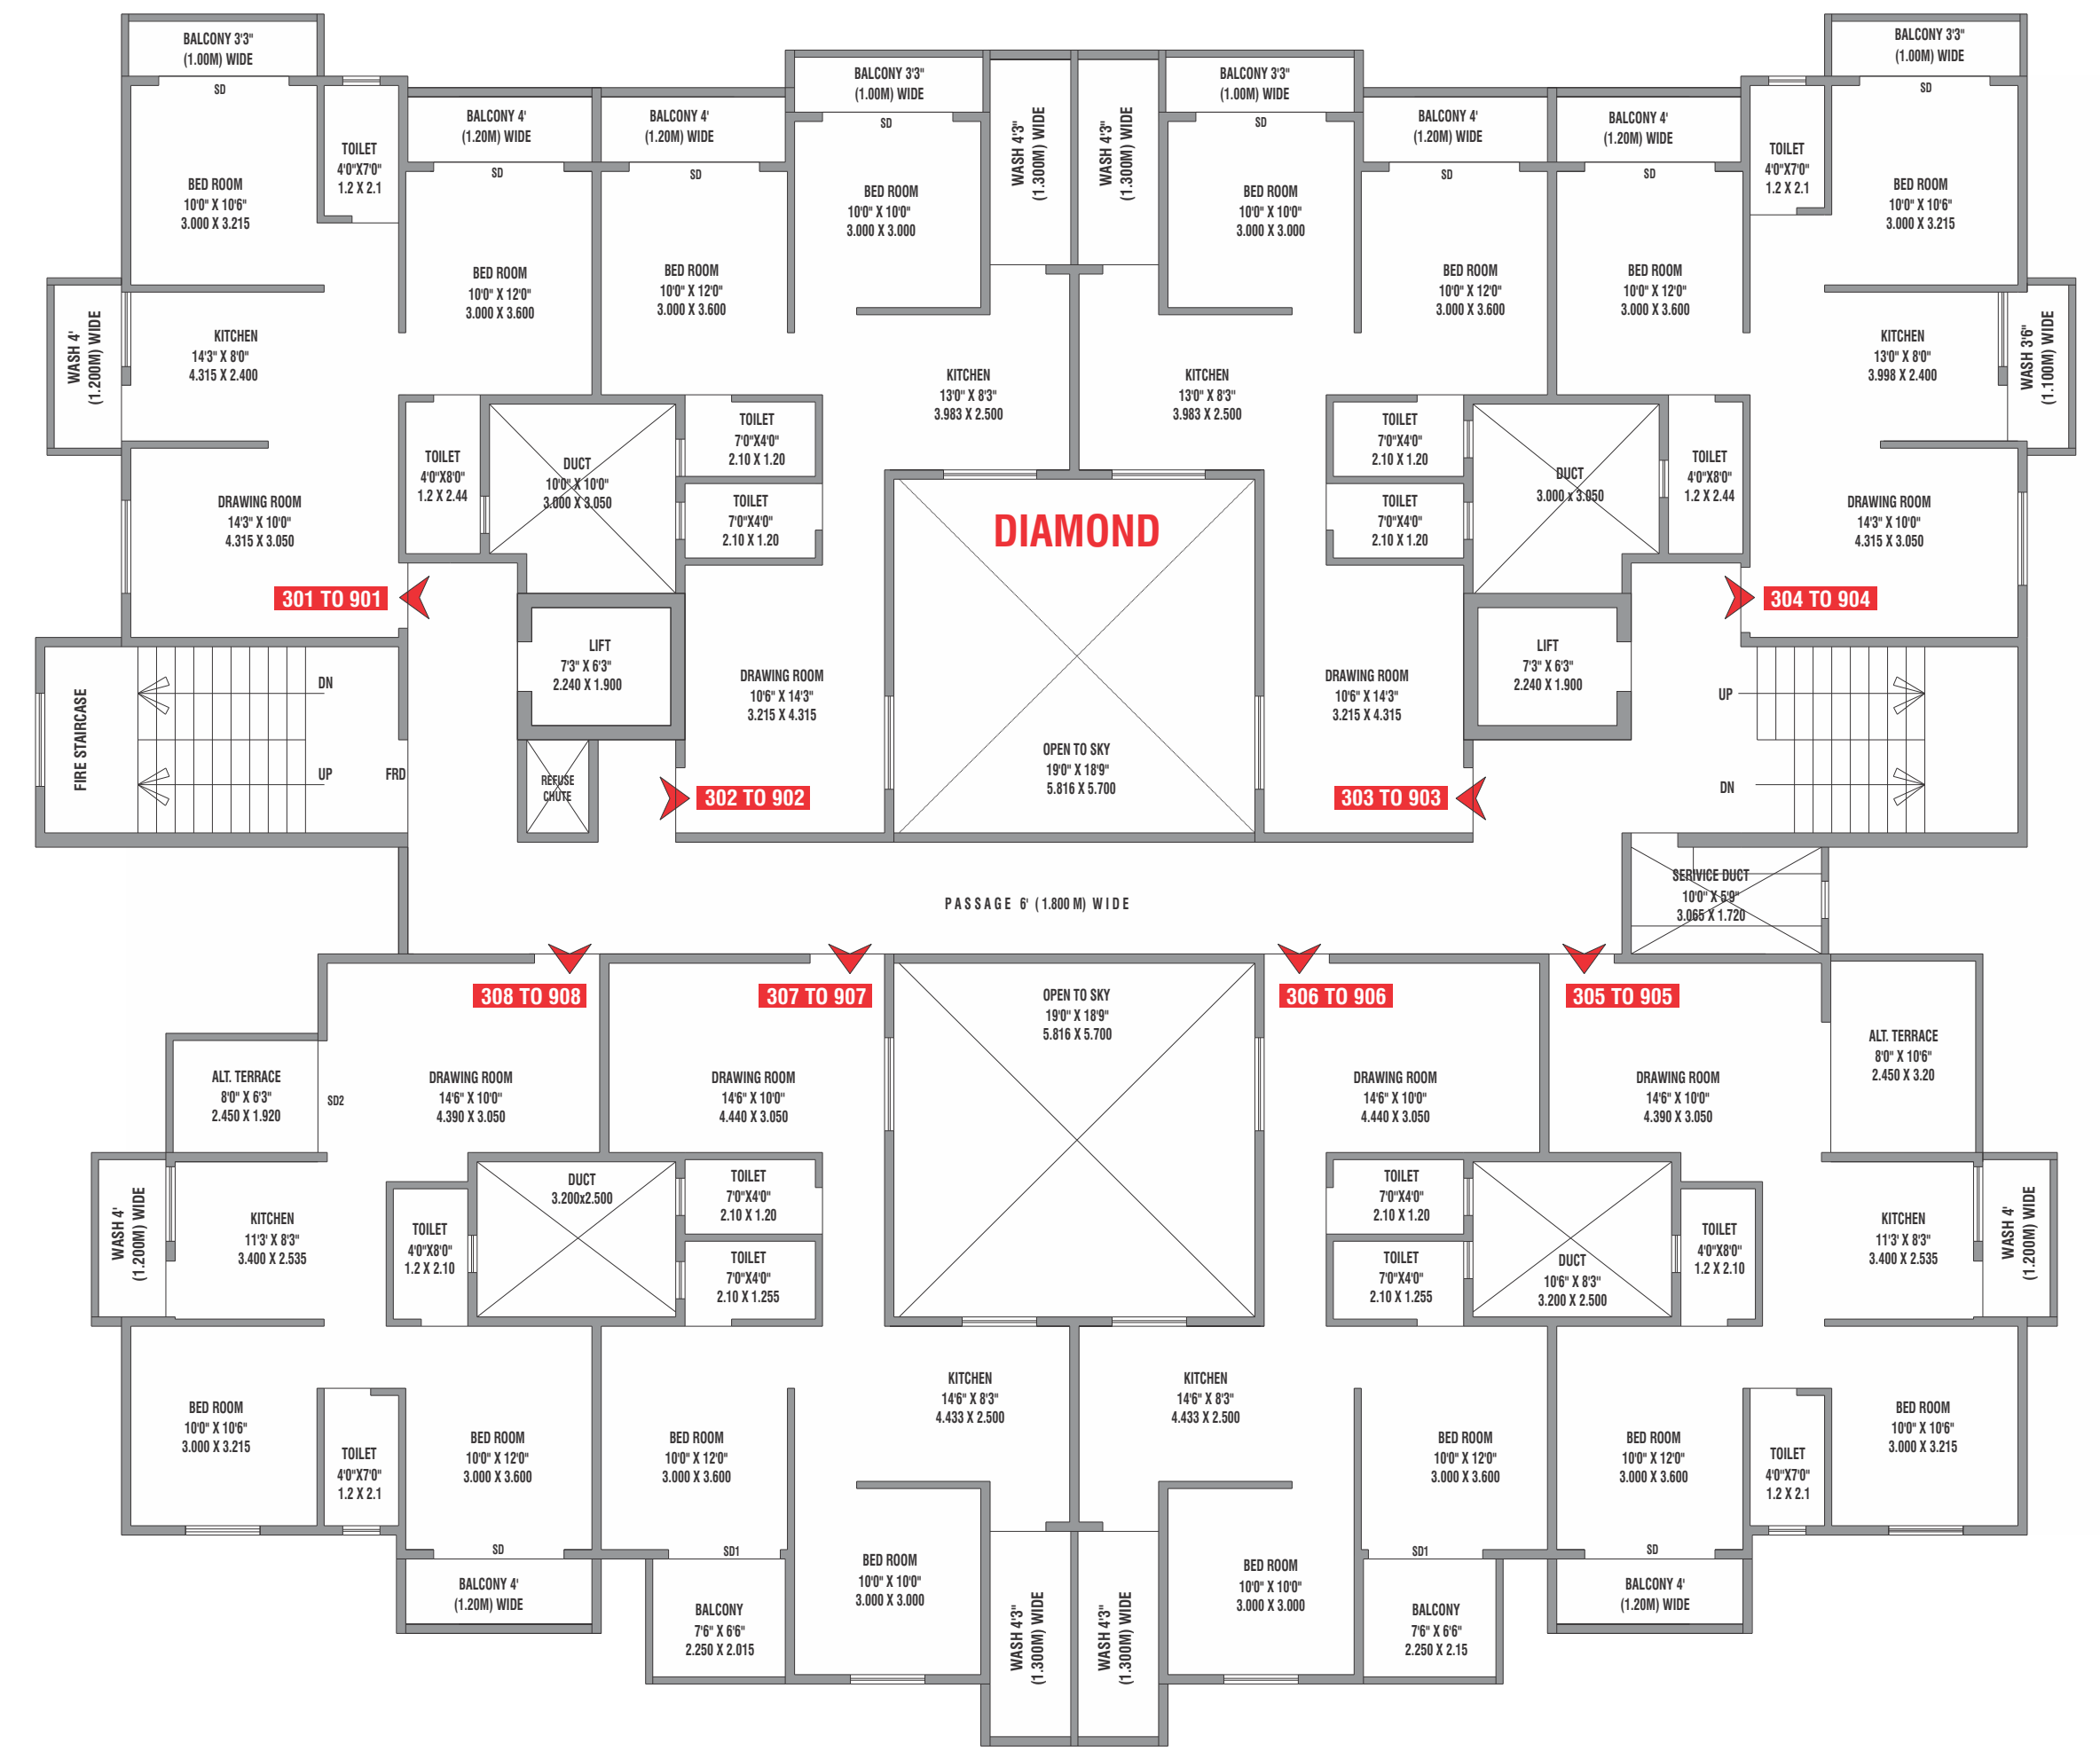 BALCONY 3'3"
(1.00M) WIDE
SD
BED ROOM
10'0" X 10'6"
3.000 X 3.215
TOILET
4'0"X7'0"
1.2 X 2.1
BALCONY 4'
(1.20M) WIDE
SD
BED ROOM
10'0" X 12'0"
3.000 X 3.600
BALCONY 4'
(1.20M) WIDE
SD
BED ROOM
10'0" X 12'0"
3.000 X 3.600
BALCONY 3'3"
(1.00M) WIDE
SD
BED ROOM
10'0" X 10'0"
3.000 X 3.000
WASH 4'3"
(1.300M) WIDE
WASH 4'3"
(1.300M) WIDE
BALCONY 3'3"
(1.00M) WIDE
SD
BED ROOM
10'0" X 10'0"
3.000 X 3.000
BALCONY 4'
(1.20M) WIDE
SD
BED ROOM
10'0" X 12'0"
3.000 X 3.600
BALCONY 4'
(1.20M) WIDE
SD
BED ROOM
10'0" X 12'0"
3.000 X 3.600
TOILET
4'0"X7'0"
1.2 X 2.1
BALCONY 3'3"
(1.00M) WIDE
SD
BED ROOM
10'0" X 10'6"
3.000 X 3.215
WASH 4'
(1.200M) WIDE
KITCHEN
14'3" X 8'0"
4.315 X 2.400
KITCHEN
13'0" X 8'3"
3.983 X 2.500
KITCHEN
13'0" X 8'3"
3.983 X 2.500
KITCHEN
13'0" X 8'0"
3.998 X 2.400
WASH 3'6"
(1.100M) WIDE
DRAWING ROOM
14'3" X 10'0"
4.315 X 3.050
TOILET
4'0"X8'0"
1.2 X 2.44
DUCT
10'0" X 10'0"
3.000 X 3.050
TOILET
7'0"X4'0"
2.10 X 1.20
TOILET
7'0"X4'0"
2.10 X 1.20
DIAMOND
TOILET
7'0"X4'0"
2.10 X 1.20
TOILET
7'0"X4'0"
2.10 X 1.20
DUCT
3.000 x 3.050
TOILET
4'0"X8'0"
1.2 X 2.44
DRAWING ROOM
14'3" X 10'0"
4.315 X 3.050
301 TO 901
304 TO 904
FIRE STAIRCASE
DN
UP
FRD
LIFT
7'3" X 6'3"
2.240 X 1.900
REFUSE
CHUTE
DRAWING ROOM
10'6" X 14'3"
3.215 X 4.315
302 TO 902
OPEN TO SKY
19'0" X 18'9"
5.816 X 5.700
DRAWING ROOM
10'6" X 14'3"
3.215 X 4.315
303 TO 903
LIFT
7'3" X 6'3"
2.240 X 1.900
UP
DN
PASSAGE 6' (1.800 M) WIDE
SERIVICE DUCT
10'0" X 5'9"
3.065 X 1.720
308 TO 908
307 TO 907
306 TO 906
305 TO 905
OPEN TO SKY
19'0" X 18'9"
5.816 X 5.700
ALT. TERRACE
8'0" X 6'3"
2.450 X 1.920
SD2
DRAWING ROOM
14'6" X 10'0"
4.390 X 3.050
DRAWING ROOM
14'6" X 10'0"
4.440 X 3.050
DRAWING ROOM
14'6" X 10'0"
4.440 X 3.050
DRAWING ROOM
14'6" X 10'0"
4.390 X 3.050
ALT. TERRACE
8'0" X 10'6"
2.450 X 3.20
WASH 4'
(1.200M) WIDE
KITCHEN
11'3' X 8'3"
3.400 X 2.535
TOILET
4'0"X8'0"
1.2 X 2.10
DUCT
3.200x2.500
TOILET
7'0"X4'0"
2.10 X 1.20
TOILET
7'0"X4'0"
2.10 X 1.255
TOILET
7'0"X4'0"
2.10 X 1.20
TOILET
7'0"X4'0"
2.10 X 1.255
DUCT
10'6" X 8'3"
3.200 X 2.500
TOILET
4'0"X8'0"
1.2 X 2.10
KITCHEN
11'3' X 8'3"
3.400 X 2.535
WASH 4'
(1.200M) WIDE
BED ROOM
10'0" X 10'6"
3.000 X 3.215
TOILET
4'0"X7'0"
1.2 X 2.1
BED ROOM
10'0" X 12'0"
3.000 X 3.600
SD
BALCONY 4'
(1.20M) WIDE
BED ROOM
10'0" X 12'0"
3.000 X 3.600
SD1
BALCONY
7'6" X 6'6"
2.250 X 2.015
KITCHEN
14'6" X 8'3"
4.433 X 2.500
BED ROOM
10'0" X 10'0"
3.000 X 3.000
WASH 4'3"
(1.300M) WIDE
WASH 4'3"
(1.300M) WIDE
KITCHEN
14'6" X 8'3"
4.433 X 2.500
BED ROOM
10'0" X 10'0"
3.000 X 3.000
BED ROOM
10'0" X 12'0"
3.000 X 3.600
SD1
BALCONY
7'6" X 6'6"
2.250 X 2.15
BED ROOM
10'0" X 12'0"
3.000 X 3.600
SD
BALCONY 4'
(1.20M) WIDE
TOILET
4'0"X7'0"
1.2 X 2.1
BED ROOM
10'0" X 10'6"
3.000 X 3.215